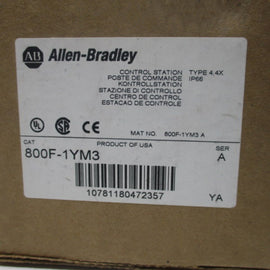 AB Allen-Bradley
CONTROL STATION TYPE 4,4X
POSTE DE COMMANDE IP66
KONTROLLSTATION
STAZIONE DI CONTROLLO
CENTRO DE CONTROL
ESTACAO DE CONTROLE
UL CE MAT NO. 800F-1YM3 A
CAT PRODUCT OF USA SER
800F-1YM3 A
10781180472357 YA